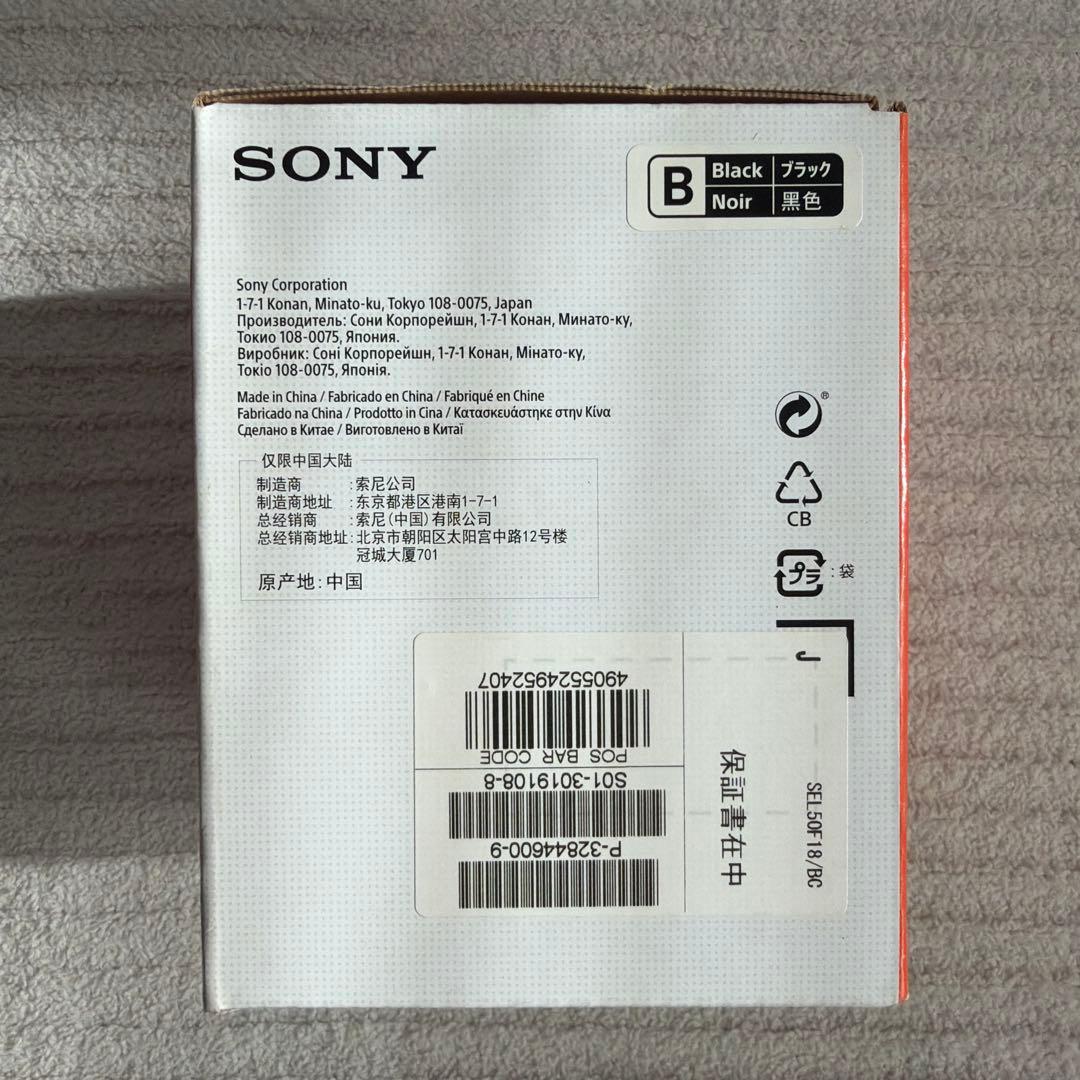 SONY
B
Black ブラック
Noir 黑色
Sony Corporation
1-7-1 Konan, Minato-ku, Tokyo 108-0075, Japan
Производитель: Сони Корпорейшн, 1-7-1 Конан, Минато-ку,
Токио 108-0075, Япония.
Виробник: Соні Корпорейшн, 1-7-1 Конан, Мінато-ку,
Токіо 108-0075, Японія.
Made in China / Fabricado en China / Fabriqué en Chine
Fabricado na China / Prodotto in Cina / Κατασκευάστηκε στην Κίνα
Сделано в Китае / Виготовлено в Китаї
仅限中国大陆
制造商 :索尼公司
制造商地址 :东京都港区港南1-7-1
总经销商 :索尼(中国)有限公司
总经销商地址:北京市朝阳区太阳宫中路12号楼
冠城大厦701
原产地:中国
®
CB
プラ :袋
J
4905524952407
POS BAR CODE
S01-3019108-8
P-32844600-9
保証書在中
SEL50F18/BC